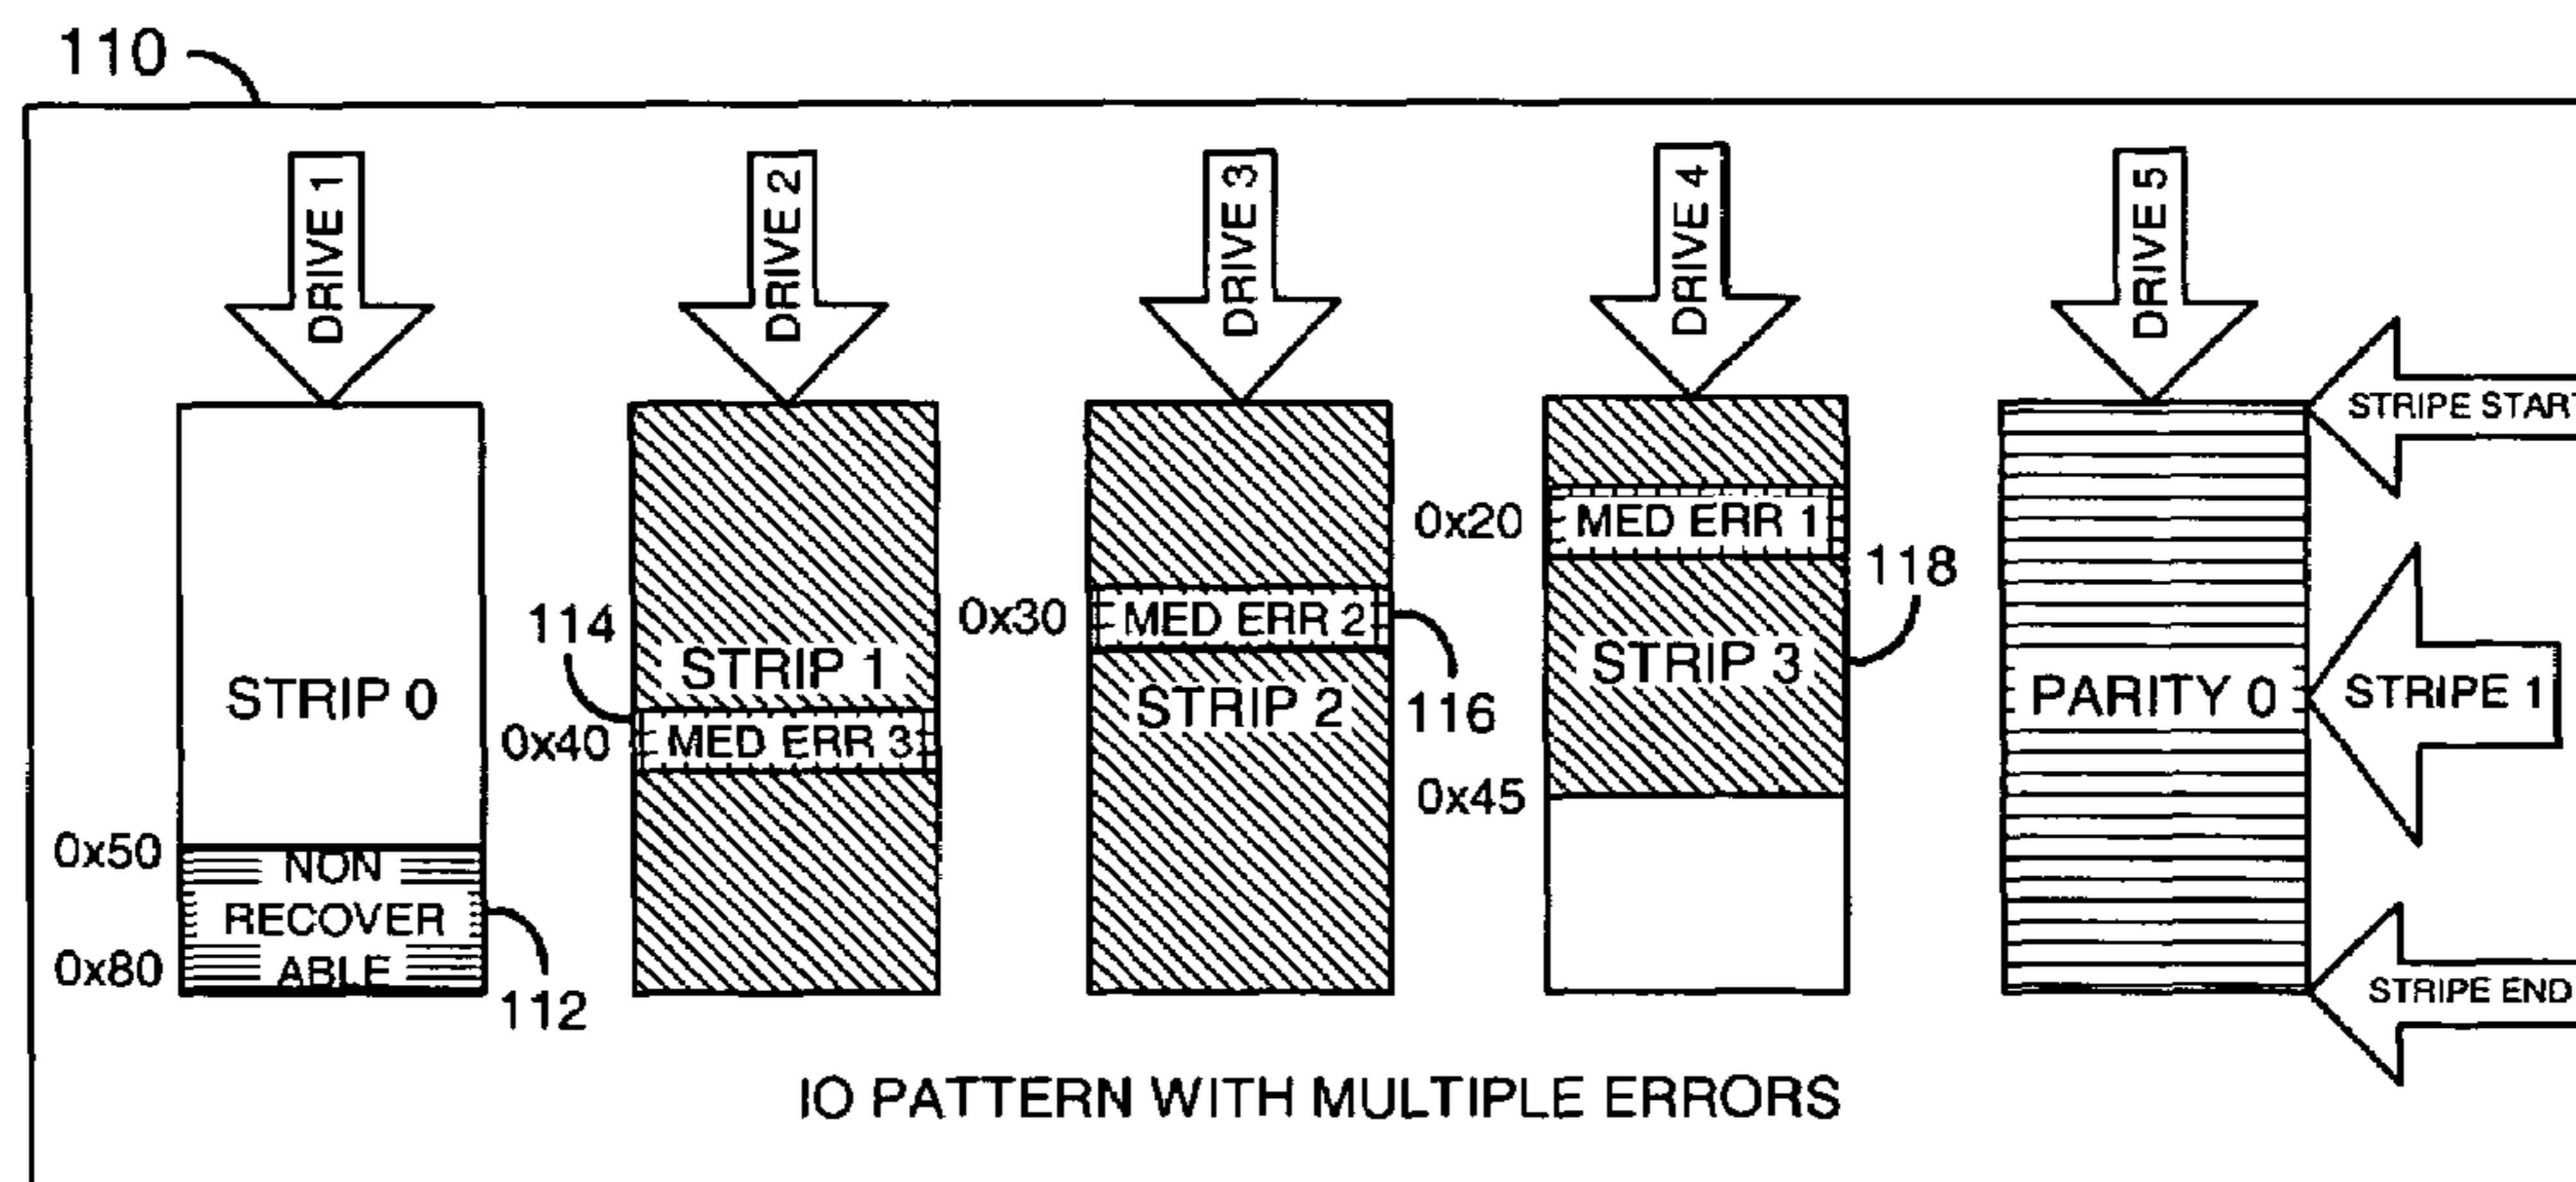 110
DRIVE 1
DRIVE 2
DRIVE 3
DRIVE 4
DRIVE 5
STRIPE START
0x20
MED ERR 1
118
114
0x30
MED ERR 2
STRIP 0
STRIP 1
STRIP 2
116
STRIP 3
PARITY 0
STRIPE 1
0x40
MED ERR 3
0x45
0x50
NON
RECOVER
ABLE
0x80
112
STRIPE END
IO PATTERN WITH MULTIPLE ERRORS